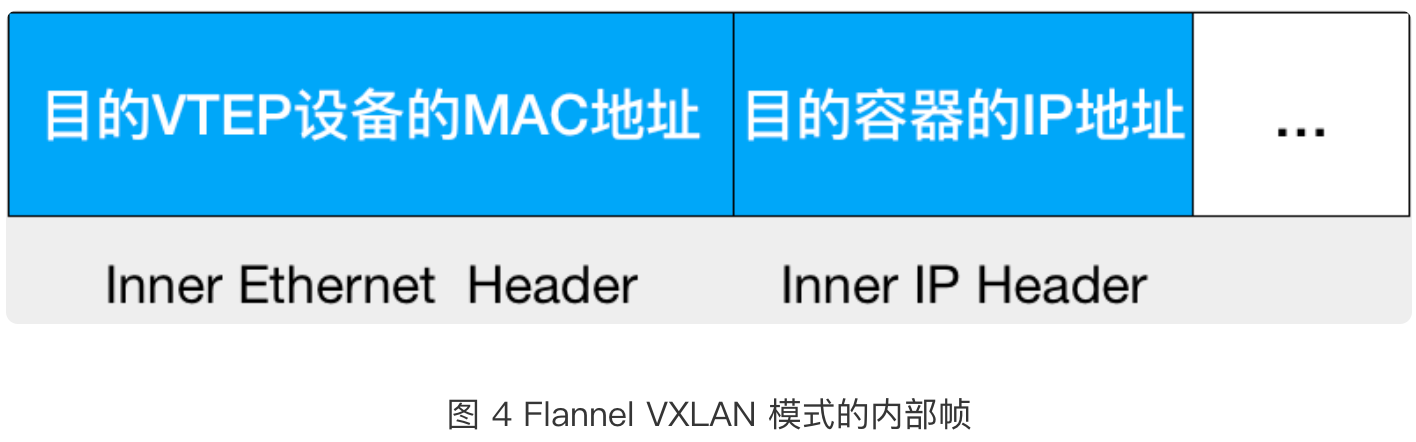 目的VTEP设备的MAC地址 目的容器的IP地址 ...
Inner Ethernet Header Inner IP Header
图 4 Flannel VXLAN 模式的内部帧